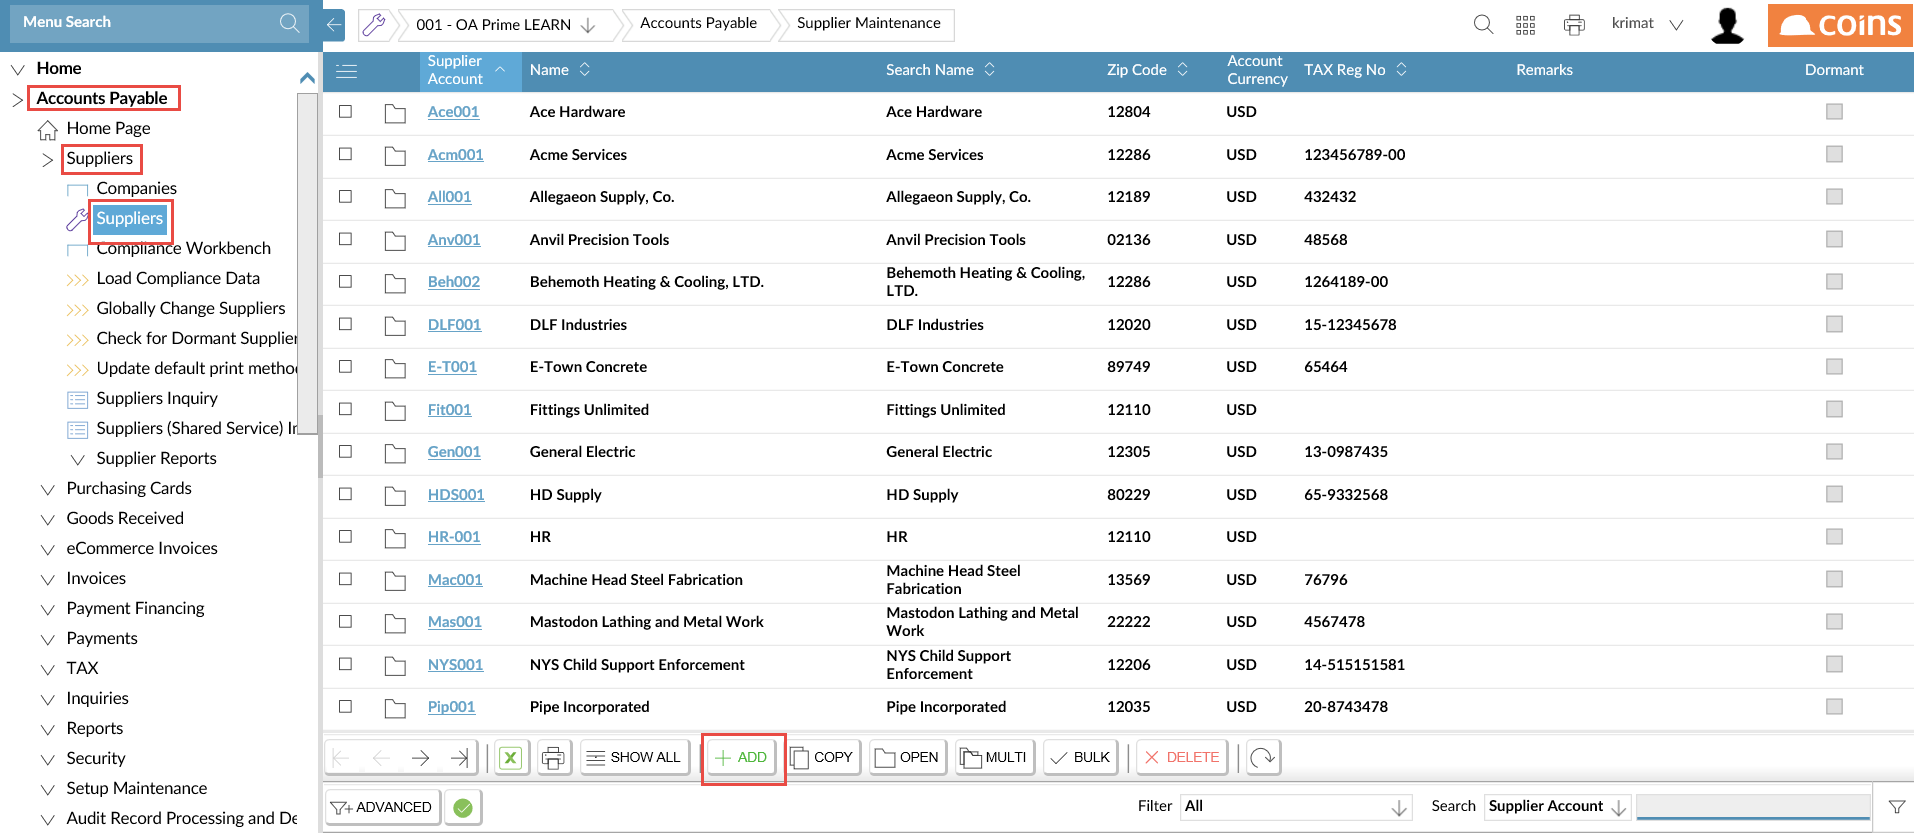 Menu Search
001 - OA Prime LEARN
Accounts Payable
Supplier Maintenance
krimat
coins
Home
Accounts Payable
Home Page
Suppliers
Companies
Suppliers
Compliance Workbench
Load Compliance Data
Globally Change Suppliers
Check for Dormant Supplier
Update default print metho
Suppliers Inquiry
Suppliers (Shared Service) I
Supplier Reports
Purchasing Cards
Goods Received
eCommerce Invoices
Invoices
Payment Financing
Payments
TAX
Inquiries
Reports
Security
Setup Maintenance
Audit Record Processing and De
Supplier Account Name Search Name Zip Code Account Currency TAX Reg No Remarks Dormant
Ace001 Ace Hardware Ace Hardware 12804 USD
Acm001 Acme Services Acme Services 12286 USD 123456789-00
All001 Allegaeon Supply, Co. Allegaeon Supply, Co. 12189 USD 432432
Anv001 Anvil Precision Tools Anvil Precision Tools 02136 USD 48568
Beh002 Behemoth Heating & Cooling, LTD. Behemoth Heating & Cooling, LTD. 12286 USD 1264189-00
DLF001 DLF Industries DLF Industries 12020 USD 15-12345678
E-T001 E-Town Concrete E-Town Concrete 89749 USD 65464
Fit001 Fittings Unlimited Fittings Unlimited 12110 USD
Gen001 General Electric General Electric 12305 USD 13-0987435
HDS001 HD Supply HD Supply 80229 USD 65-9332568
HR-001 HR HR 12110 USD
Mac001 Machine Head Steel Fabrication Machine Head Steel Fabrication 13569 USD 76796
Mas001 Mastodon Lathing and Metal Work Mastodon Lathing and Metal Work 22222 USD 4567478
NYS001 NYS Child Support Enforcement NYS Child Support Enforcement 12206 USD 14-515151581
Pip001 Pipe Incorporated Pipe Incorporated 12035 USD 20-8743478
SHOW ALL ADD COPY OPEN MULTI BULK DELETE
ADVANCED Filter All Search Supplier Account